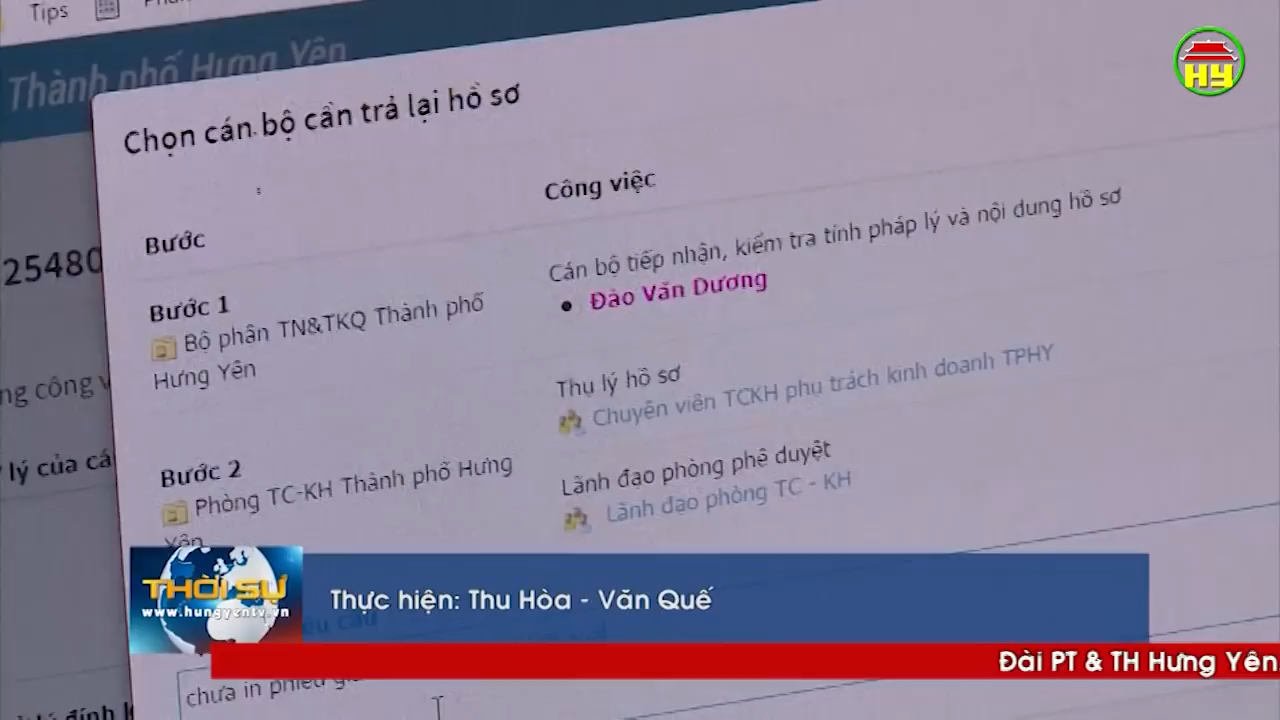 Tips
Thành phố Hưng Yên
HY
Chọn cán bộ cần trả lại hồ sơ
Bước
Công việc
25480
Bước 1
Bộ phân TN&TKQ Thành phố
Hưng Yên
Cán bộ tiếp nhận, kiểm tra tính pháp lý và nội dung hồ sơ
Đào Văn Dương
ng công v
Thụ lý hồ sơ
Chuyên viên TCKH phụ trách kinh doanh TPHY
lý của cá
Bước 2
Phòng TC-KH Thành phố Hưng
Yên
Lãnh đạo phòng phê duyệt
Lãnh đạo phòng TC - KH
THỜI SỰ
www.hungyentv.vn
Thực hiện: Thu Hòa - Văn Quế
Đài PT & TH Hưng Yên
chưa in phiếu